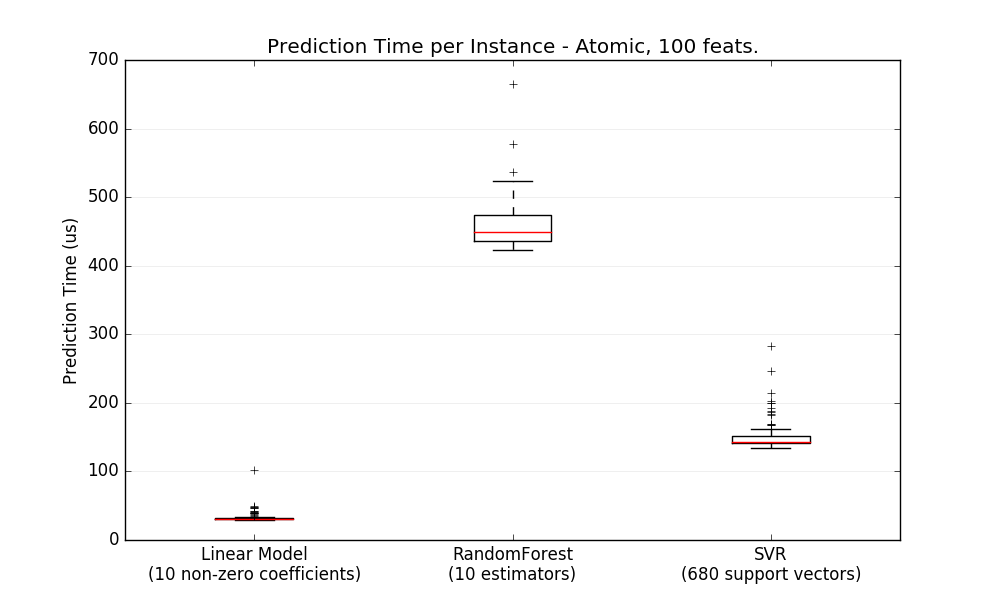 Prediction Time per Instance - Atomic, 100 feats.
Prediction Time (us)
700
600
500
400
300
200
100
0
Linear Model RandomForest SVR
(10 non-zero coefficients) (10 estimators) (680 support vectors)